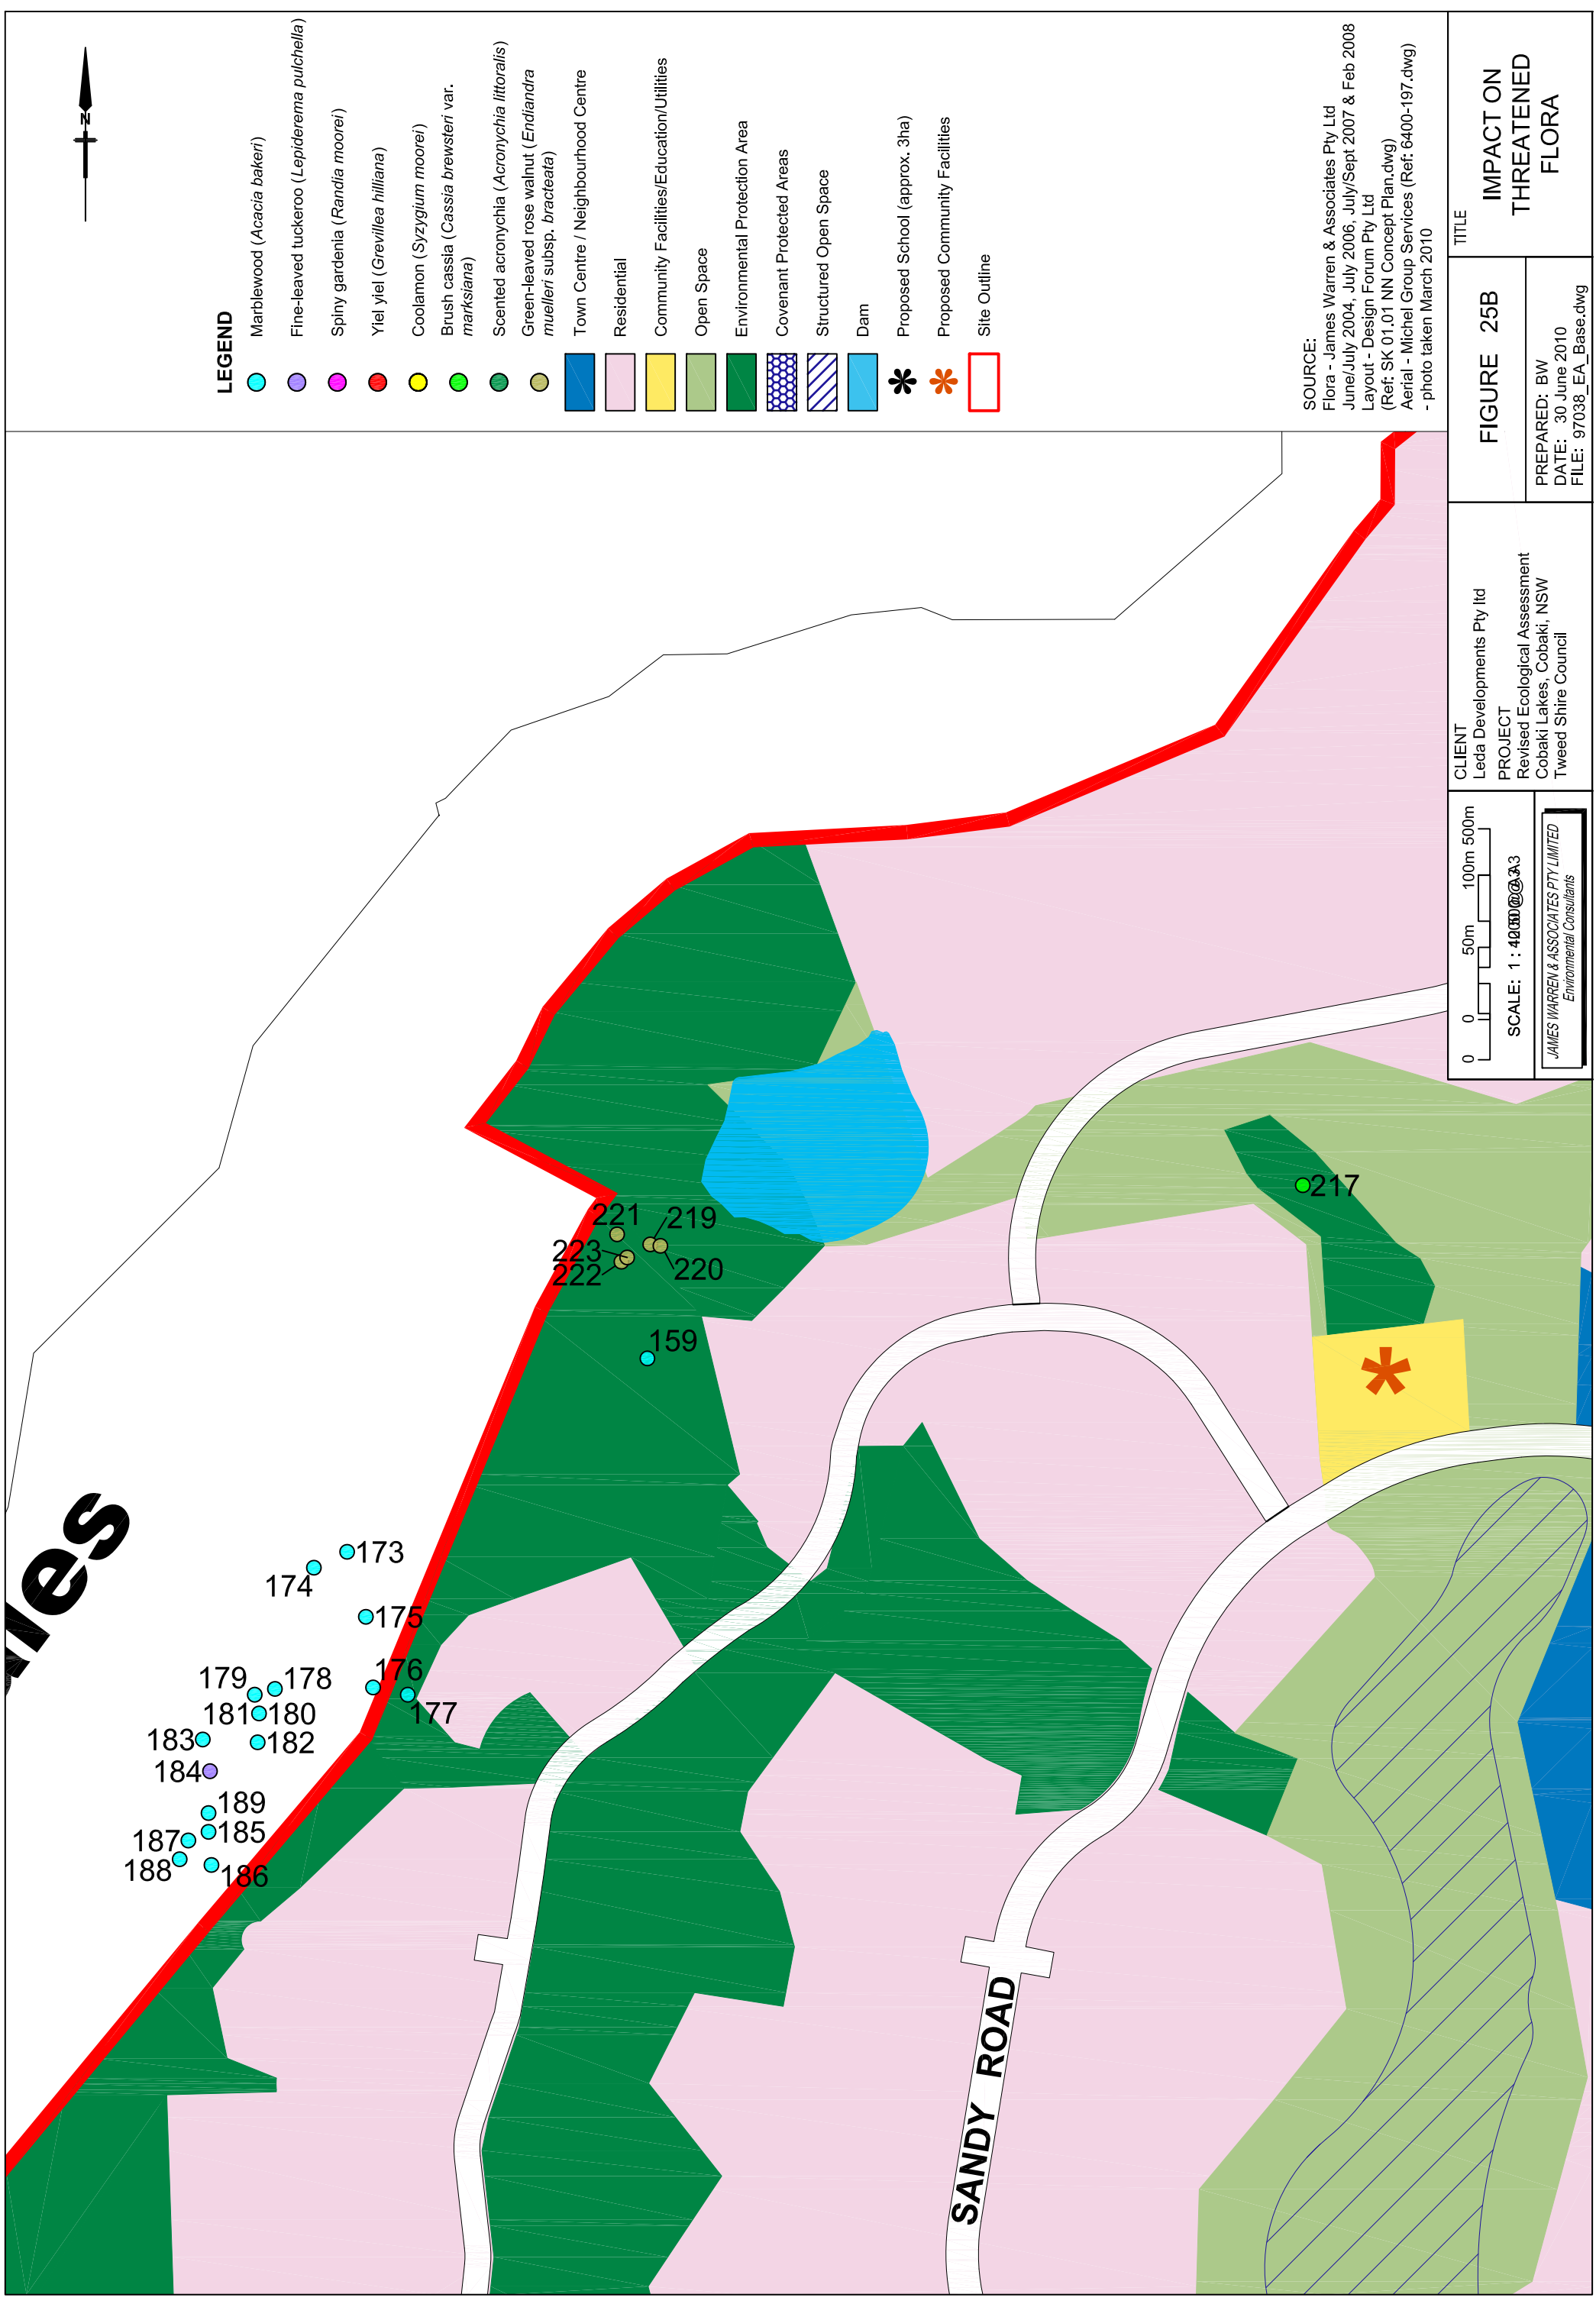 LEGEND
Marblewood (Acacia bakeri)
Fine-leaved tuckeroo (Lepiderema pulchella)
Spiny gardenia (Randia moorei)
Yiel yiel (Grevillea hilliana)
Coolamon (Syzygium moorei)
Brush cassia (Cassia brewsteri var.
marksiana)
Scented acronychia (Acronychia littoralis)
Green-leaved rose walnut (Endiandra
muelleri subsp. bracteata)
Town Centre / Neighbourhood Centre
Residential
Community Facilities/Education/Utilities
Open Space
Environmental Protection Area
Covenant Protected Areas
Structured Open Space
Dam
Proposed School (approx. 3ha)
Proposed Community Facilities
Site Outline
N
SOURCE:
Flora - James Warren & Associates Pty Ltd
June/July 2004, July 2006, July/Sept 2007 & Feb 2008
Layout - Design Forum Pty Ltd
(Ref: SK 01.01 NN Concept Plan.dwg)
Aerial - Michel Group Services (Ref: 6400-197.dwg)
- photo taken March 2010
221
219
223
222
220
217
159
173
174
175
176
177
179
178
181
180
183
182
184
189
187
185
188
186
SANDY ROAD
TITLE
IMPACT ON
THREATENED
FLORA
FIGURE 25B
PREPARED: BW
DATE: 30 June 2010
FILE: 97038_EA_Base.dwg
CLIENT
Leda Developments Pty ltd
PROJECT
Revised Ecological Assessment
Cobaki Lakes, Cobaki, NSW
Tweed Shire Council
0 0 50m 100m 500m
SCALE: 1 :
JAMES WARREN & ASSOCIATES PTY LIMITED
Environmental Consultants